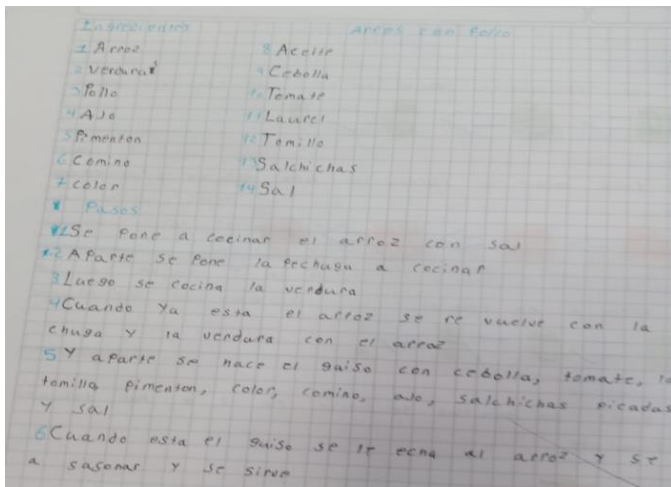 Ingredientes
Arroz con Pollo
1 Arroz
2 Verduras
3 Pollo
4 Ajo
5 Pimenton
6 Comino
7 color
8 Aceite
9 Cebolla
10 Tomate
11 Laurel
12 Tomillo
13 Salchichas
14 Sal
Pasos
1 Se Pone a cocinar el arroz con sal
2 Aparte se Pone la Pechuga a cocinar
3 Luego se cocina la verdura
4 Cuando Ya esta el arroz se re vuelve con la
chuga Y la verdura con el arroz
5 Y aparte se hace el guiso con cebolla, tomate,
tomillo, Pimenton, color, comino, ajo, salchichas Picadas
Y sal
6 Cuando esta el guiso se le echa al arroz Y se
a sasonar Y se sirve